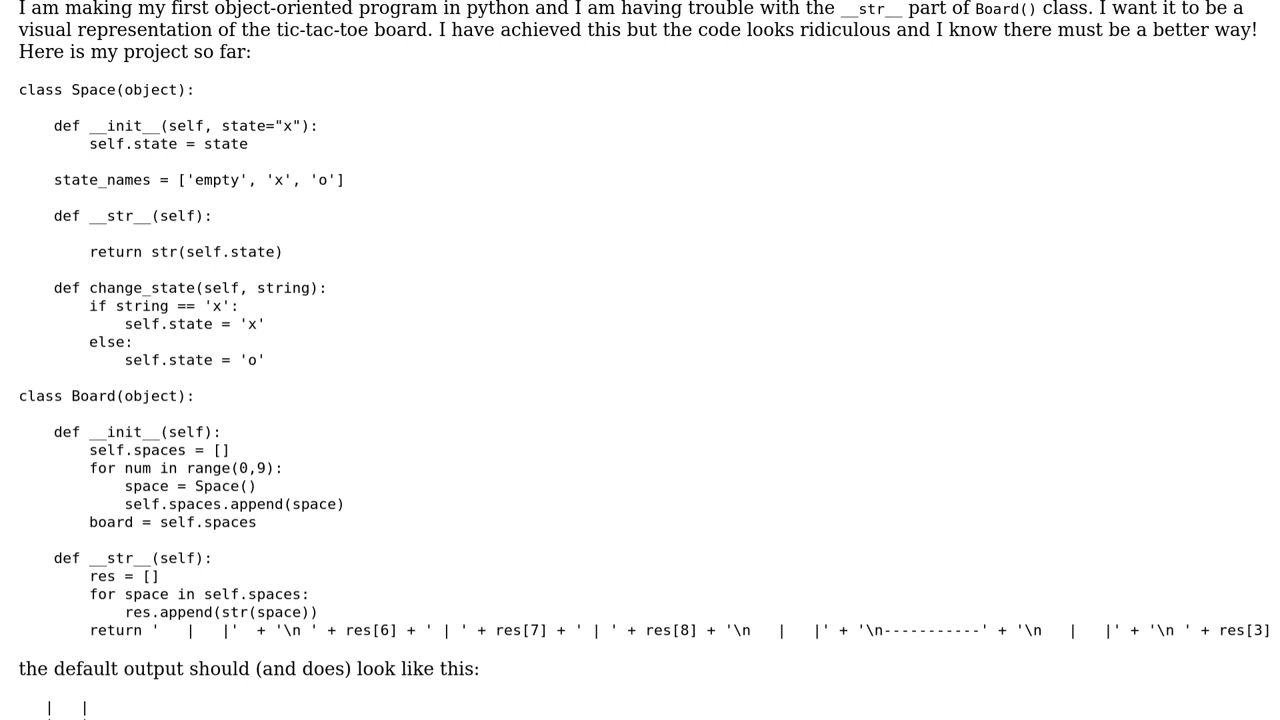 I am making my first object-oriented program in python and I am having trouble with the __str__ part of Board() class. I want it to be a
visual representation of the tic-tac-toe board. I have achieved this but the code looks ridiculous and I know there must be a better way!
Here is my project so far:
class Space(object):
    def __init__(self, state="x"):
        self.state = state
    state_names = ['empty', 'x', 'o']
    def __str__(self):
        return str(self.state)
    def change_state(self, string):
        if string == 'x':
            self.state = 'x'
        else:
            self.state = 'o'
class Board(object):
    def __init__(self):
        self.spaces = []
        for num in range(0,9):
            space = Space()
            self.spaces.append(space)
        board = self.spaces
    def __str__(self):
        res = []
        for space in self.spaces:
            res.append(str(space))
        return '   |   |'  + '\n ' + res[6] + ' | ' + res[7] + ' | ' + res[8] + '\n   |   |' + '\n-----------' + '\n   |   |' + '\n ' + res[3]
the default output should (and does) look like this:
   |   |